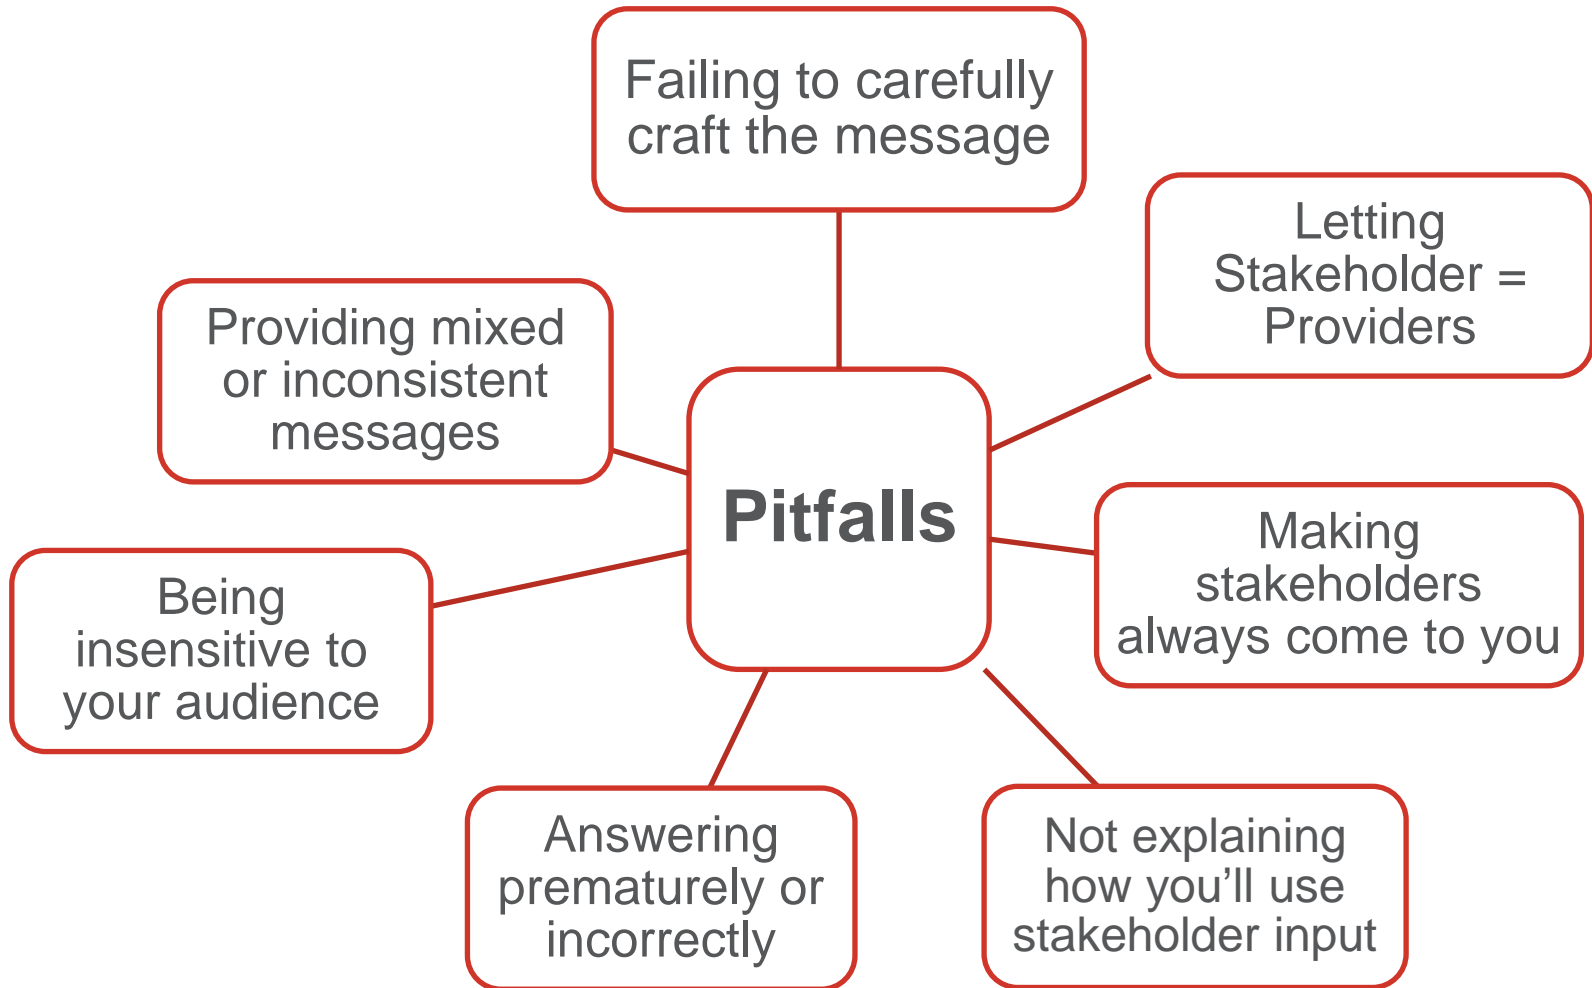 Failing to carefully
craft the message
Letting
Stakeholder =
Providers
Providing mixed
or inconsistent
messages
Pitfalls
Making
stakeholders
always come to you
Being
insensitive to
your audience
Answering
prematurely or
incorrectly
Not explaining
how you’ll use
stakeholder input